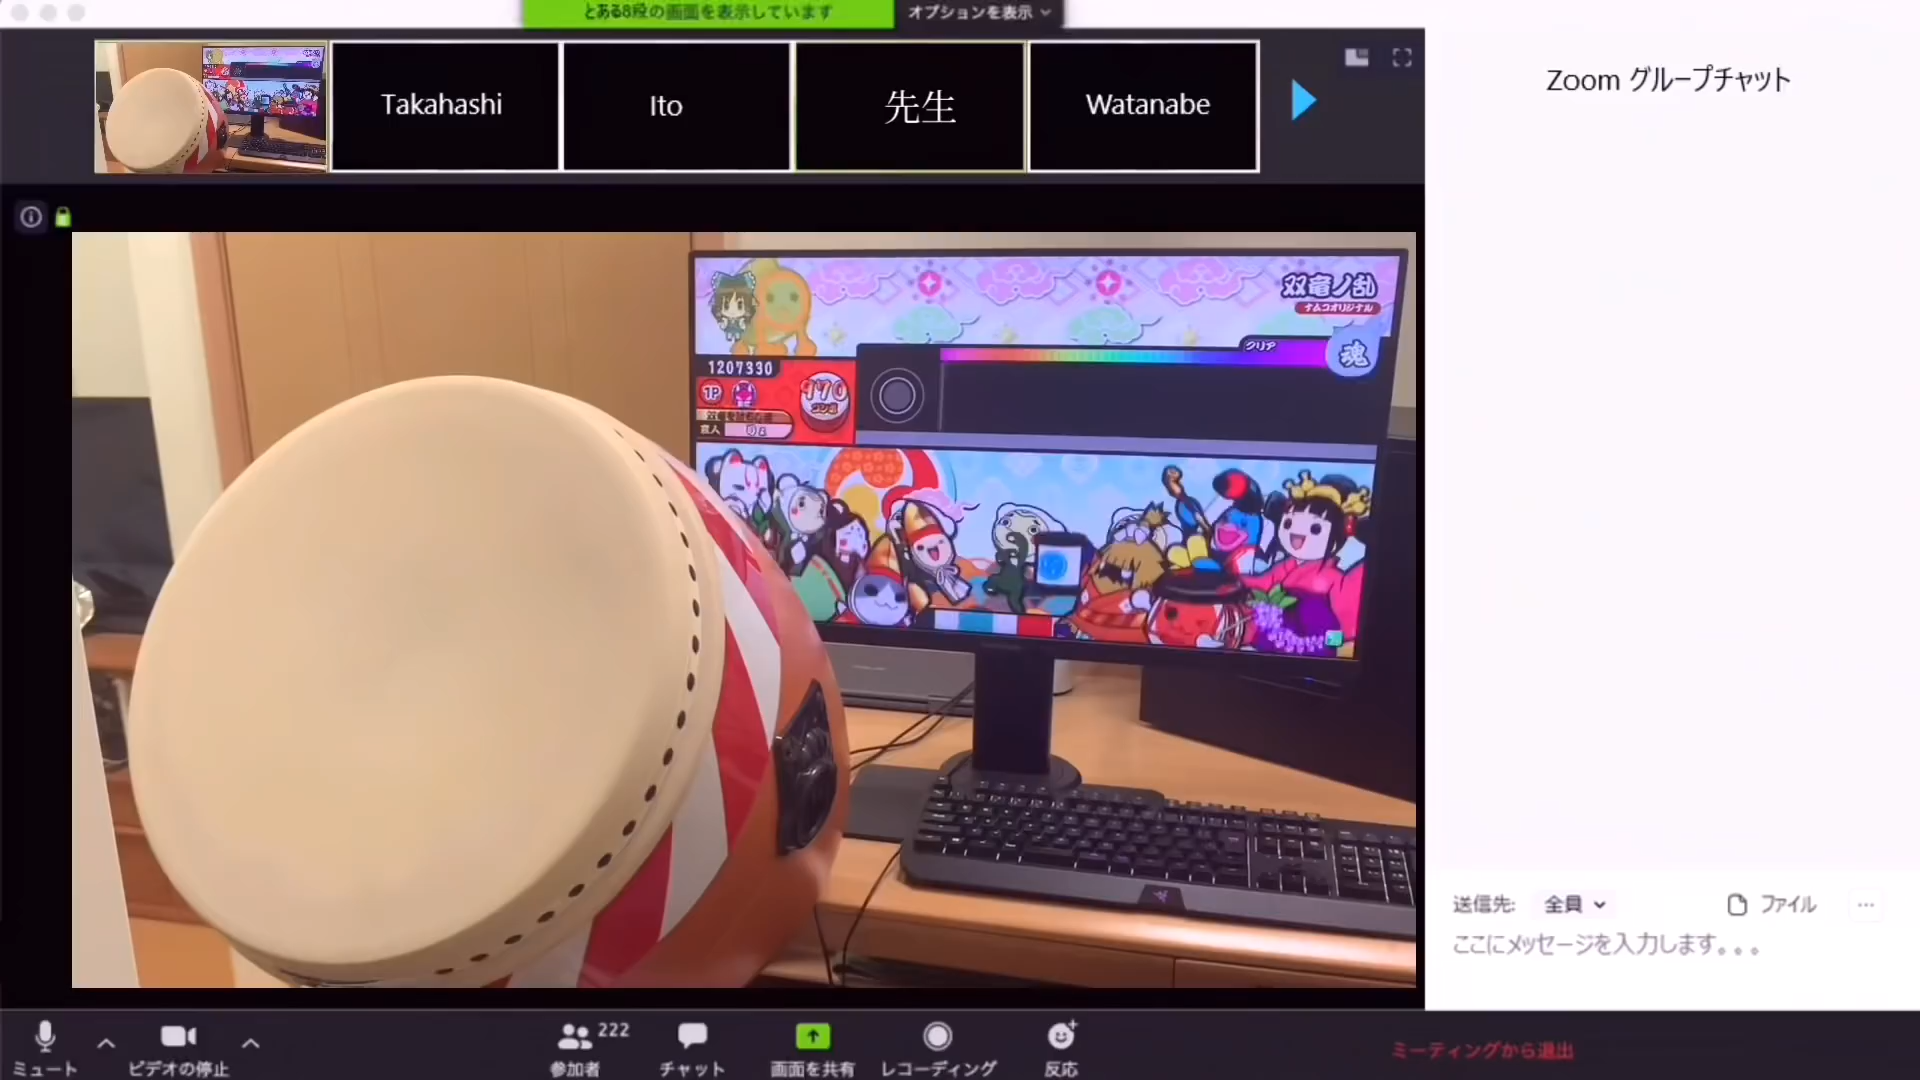 とある8段の画面を表示しています
オプションを表示
Takahashi
Ito
先生
Watanabe
Zoom グループチャット
双竜ノ乱
ナムコオリジナル
クリア
魂
1207330
1P
970
コンボ
送信先: 全員
ファイル
ここにメッセージを入力します。。。
222
ミュート
ビデオの停止
参加者
チャット
画面を共有
レコーディング
反応
ミーティングから退出